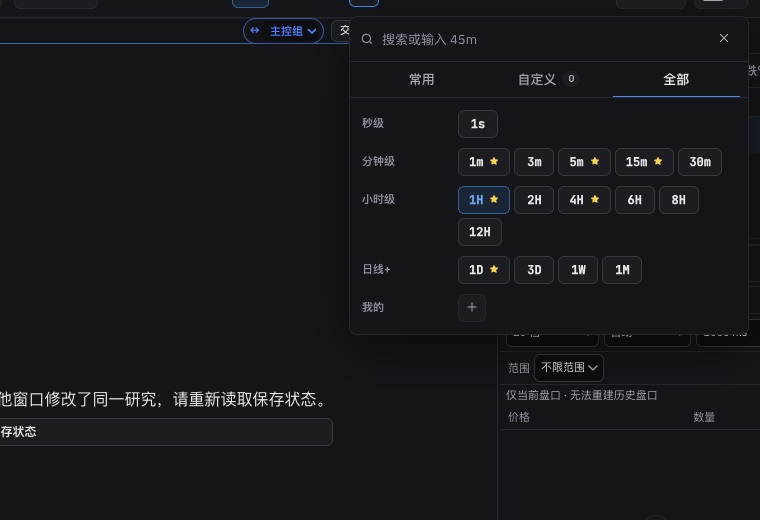 主控组
交
搜索或输入 45m
常用
自定义 0
全部
秒级
1s
分钟级
1m
3m
5m
15m
30m
小时级
1H
2H
4H
6H
8H
12H
日线+
1D
3D
1W
1M
我的
范围
不限范围
仅当前盘口 · 无法重建历史盘口
他窗口修改了同一研究，请重新读取保存状态。
价格
数量
存状态